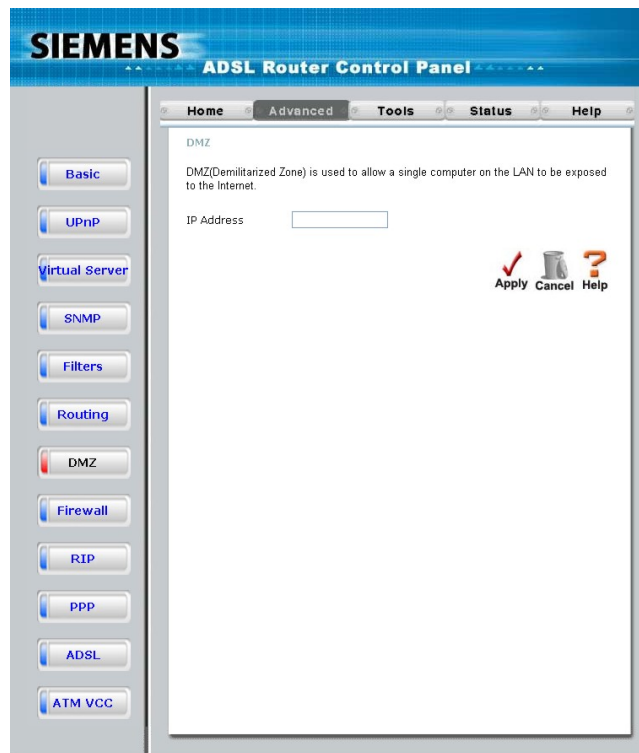 SIEMENS
ADSL Router Control Panel
Home Advanced Tools Status Help
Basic
UPnP
Virtual Server
SNMP
Filters
Routing
DMZ
Firewall
RIP
PPP
ADSL
ATM VCC
DMZ
DMZ(Demilitarized Zone) is used to allow a single computer on the LAN to be exposed
to the Internet.
IP Address
Apply Cancel Help